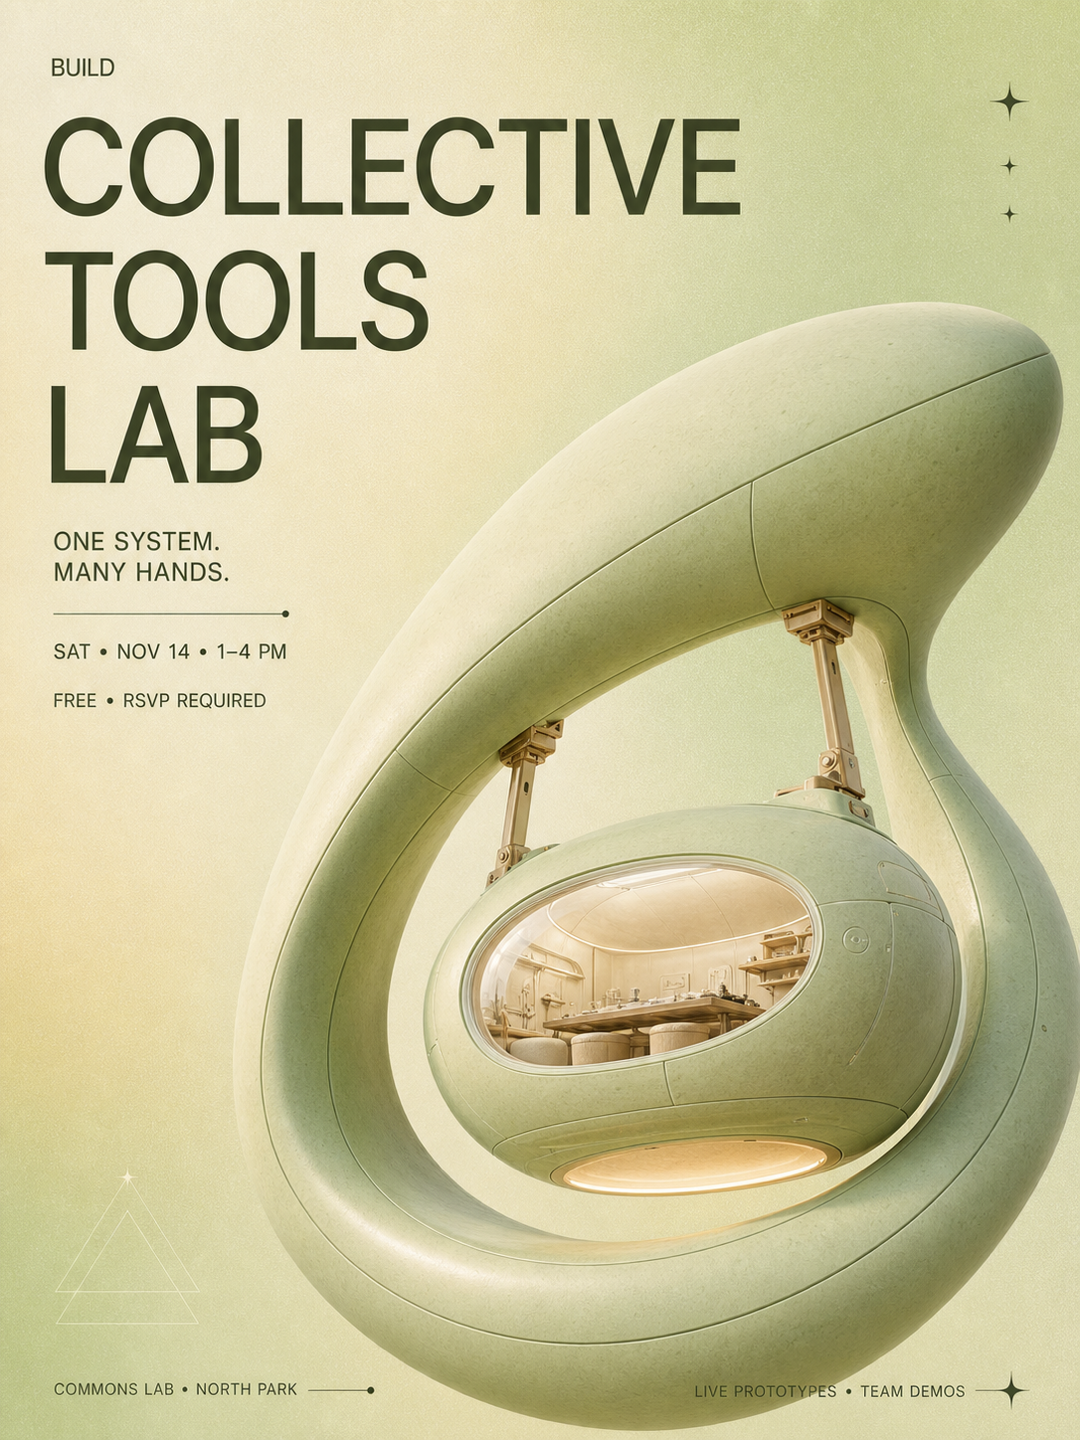 BUILD
COLLECTIVE
TOOLS
LAB
ONE SYSTEM.
MANY HANDS.
SAT • NOV 14 • 1–4 PM
FREE • RSVP REQUIRED
COMMONS LAB • NORTH PARK
LIVE PROTOTYPES • TEAM DEMOS